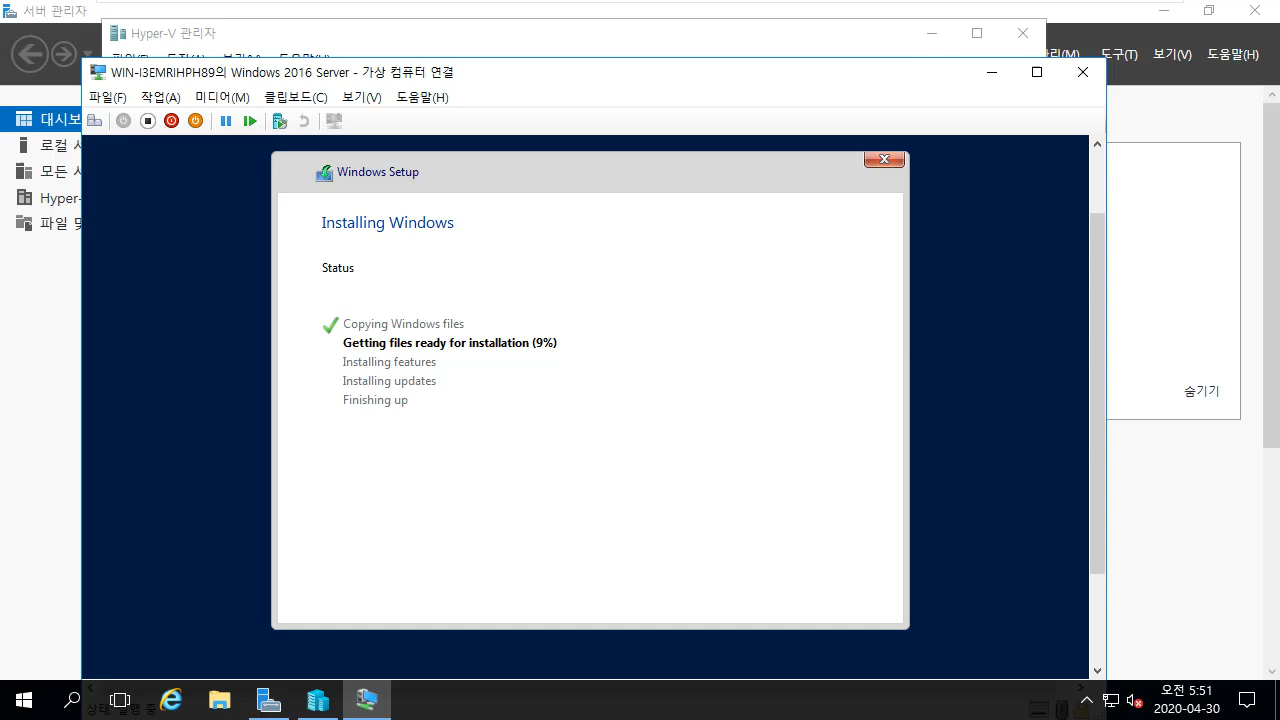 서버 관리자
Hyper-V 관리자
도구(T) 보기(V) 도움말(H)
WIN-I3EMRIHPH89의 Windows 2016 Server - 가상 컴퓨터 연결
파일(F) 작업(A) 미디어(M) 클립보드(C) 보기(V) 도움말(H)
대시보
로컬
모든
Hyper-
파일 및
Windows Setup
Installing Windows
Status
Copying Windows files
Getting files ready for installation (9%)
Installing features
Installing updates
Finishing up
숨기기
상태: 실행 중
오전 5:51
2020-04-30